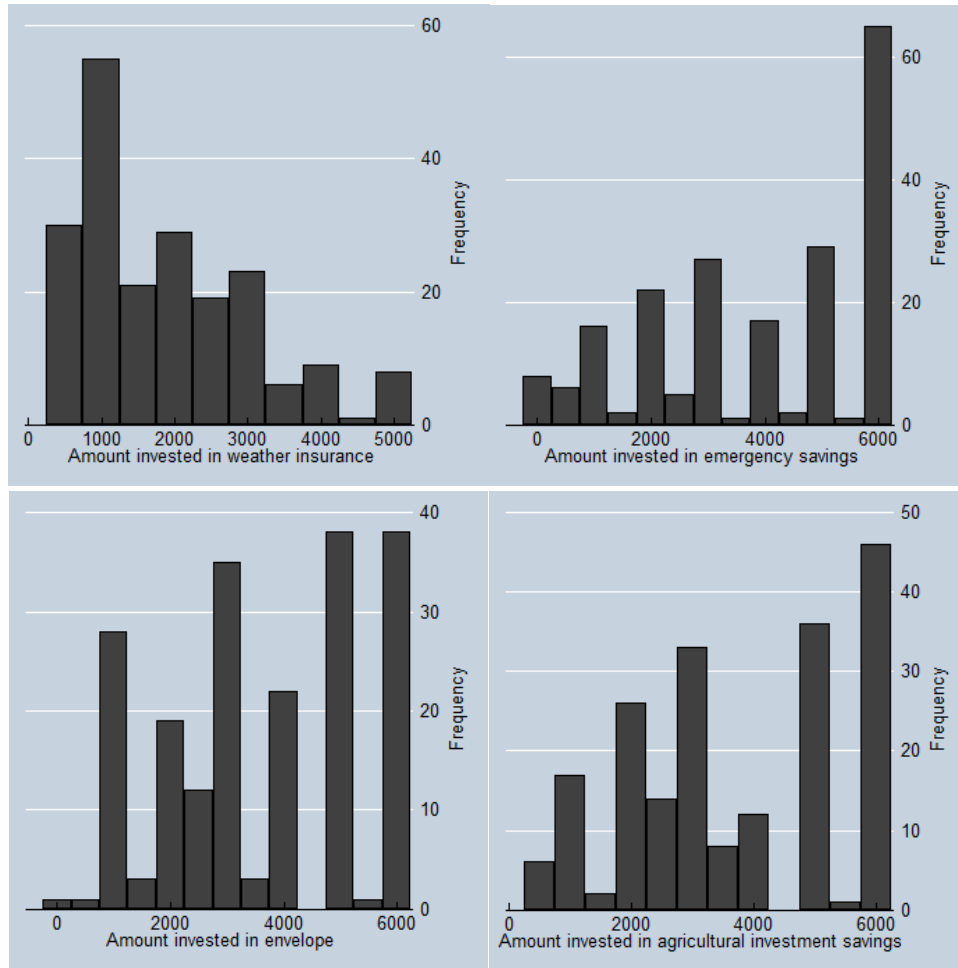 60
40
20
0
Frequency
0 1000 2000 3000 4000 5000
Amount invested in weather insurance
60
40
20
0
Frequency
0 2000 4000 6000
Amount invested in emergency savings
40
30
20
10
0
Frequency
0 2000 4000 6000
Amount invested in envelope
50
40
30
20
10
0
Frequency
0 2000 4000 6000
Amount invested in agricultural investment savings